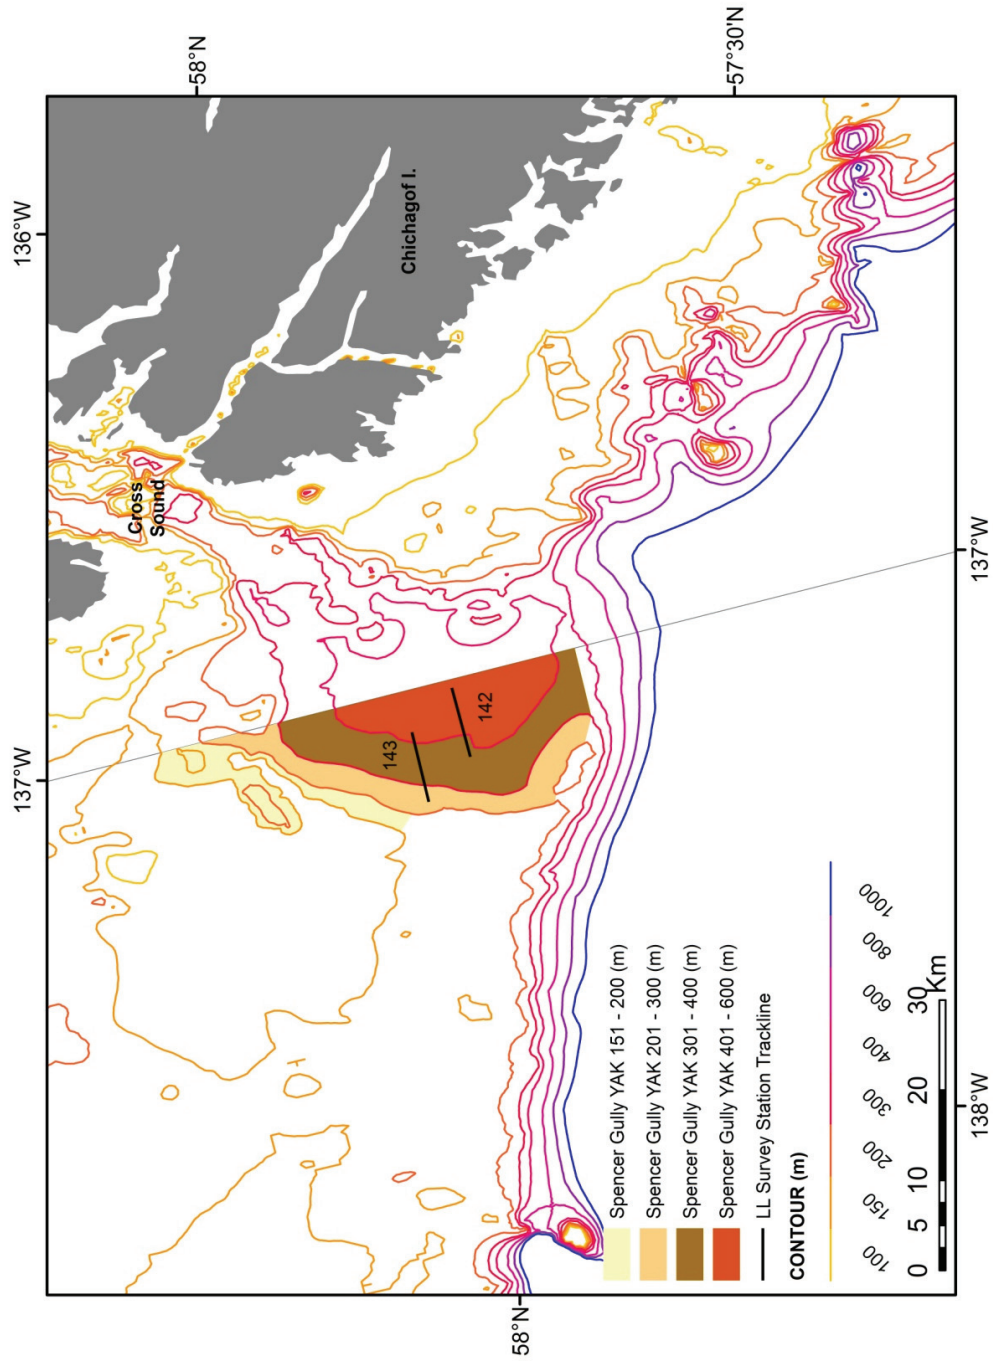 136°W
137°W
58°N
57°30'N
Cross
Sound
Chichagof I.
143
142
Spencer Gully YAK 151 - 200 (m)
Spencer Gully YAK 201 - 300 (m)
Spencer Gully YAK 301 - 400 (m)
Spencer Gully YAK 401 - 600 (m)
LL Survey Station Trackline
CONTOUR (m)
100 150 200 300 400 600 800 1000
0 5 10 20 30
Km
58°N
138°W
137°W